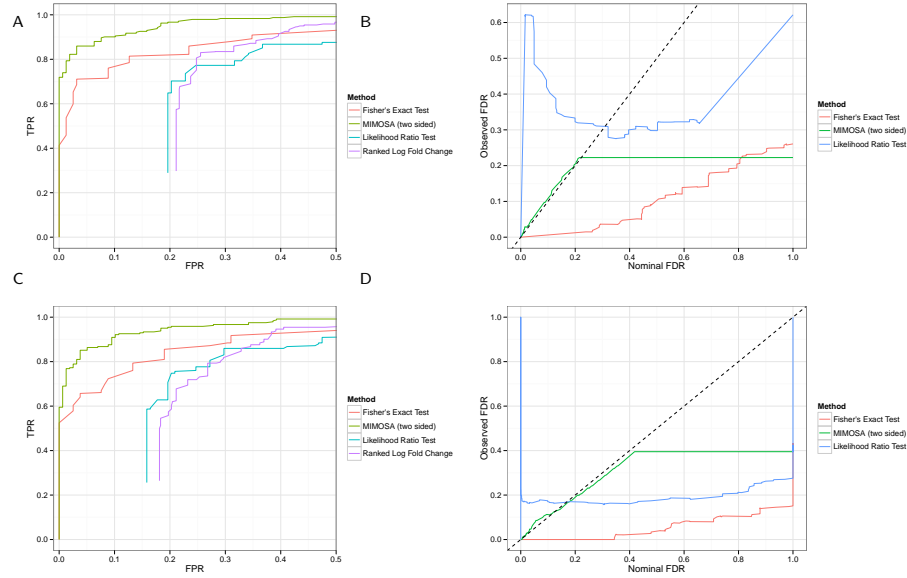 A
1.0
0.8
0.6
0.4
0.2
0.0
TPR
0.0
0.1
0.2
0.3
0.4
0.5
FPR
Method
Fisher's Exact Test
MIMOSA (two sided)
Likelihood Ratio Test
Ranked Log Fold Change
B
0.6
0.5
0.4
0.3
0.2
0.1
0.0
Observed FDR
0.0
0.2
0.4
0.6
0.8
1.0
Nominal FDR
Method
Fisher's Exact Test
MIMOSA (two sided)
Likelihood Ratio Test
C
1.0
0.8
0.6
0.4
0.2
0.0
TPR
0.0
0.1
0.2
0.3
0.4
0.5
FPR
Method
Fisher's Exact Test
MIMOSA (two sided)
Likelihood Ratio Test
Ranked Log Fold Change
D
1.0
0.8
0.6
0.4
0.2
0.0
Observed FDR
0.0
0.2
0.4
0.6
0.8
1.0
Nominal FDR
Method
Fisher's Exact Test
MIMOSA (two sided)
Likelihood Ratio Test